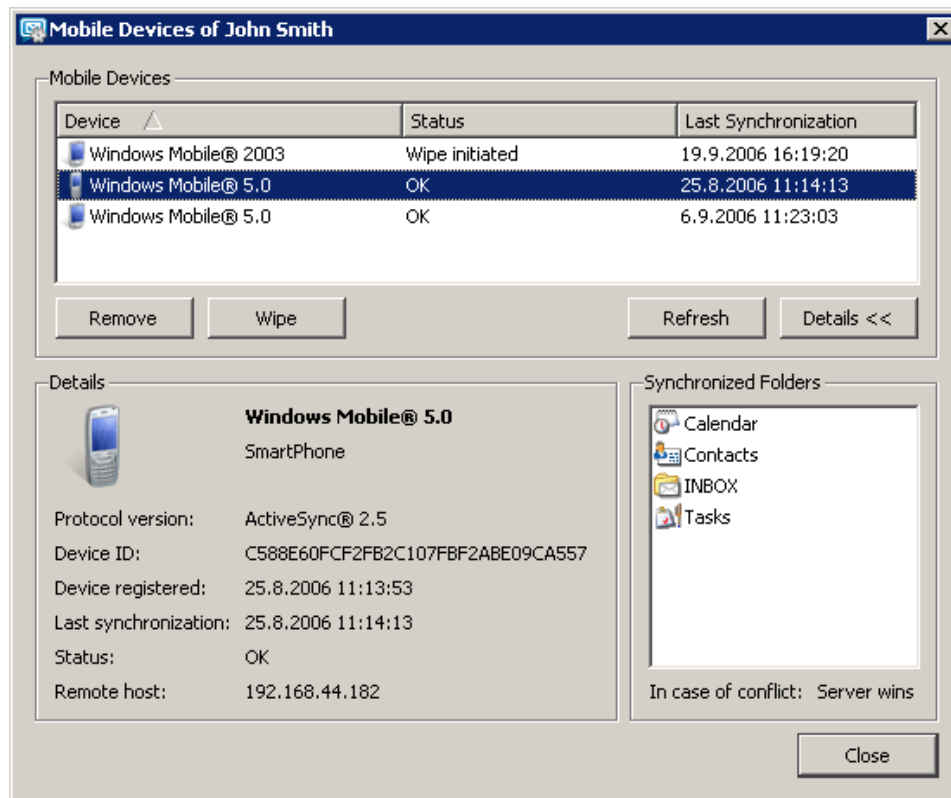 Mobile Devices of John Smith
Mobile Devices
Device Status Last Synchronization
Windows Mobile® 2003 Wipe initiated 19.9.2006 16:19:20
Windows Mobile® 5.0 OK 25.8.2006 11:14:13
Windows Mobile® 5.0 OK 6.9.2006 11:23:03
Remove Wipe Refresh Details <<
Details
Windows Mobile® 5.0
SmartPhone
Protocol version: ActiveSync® 2.5
Device ID: C588E60FCF2FB2C107FBF2ABE09CA557
Device registered: 25.8.2006 11:13:53
Last synchronization: 25.8.2006 11:14:13
Status: OK
Remote host: 192.168.44.182
Synchronized Folders
Calendar
Contacts
INBOX
Tasks
In case of conflict: Server wins
Close